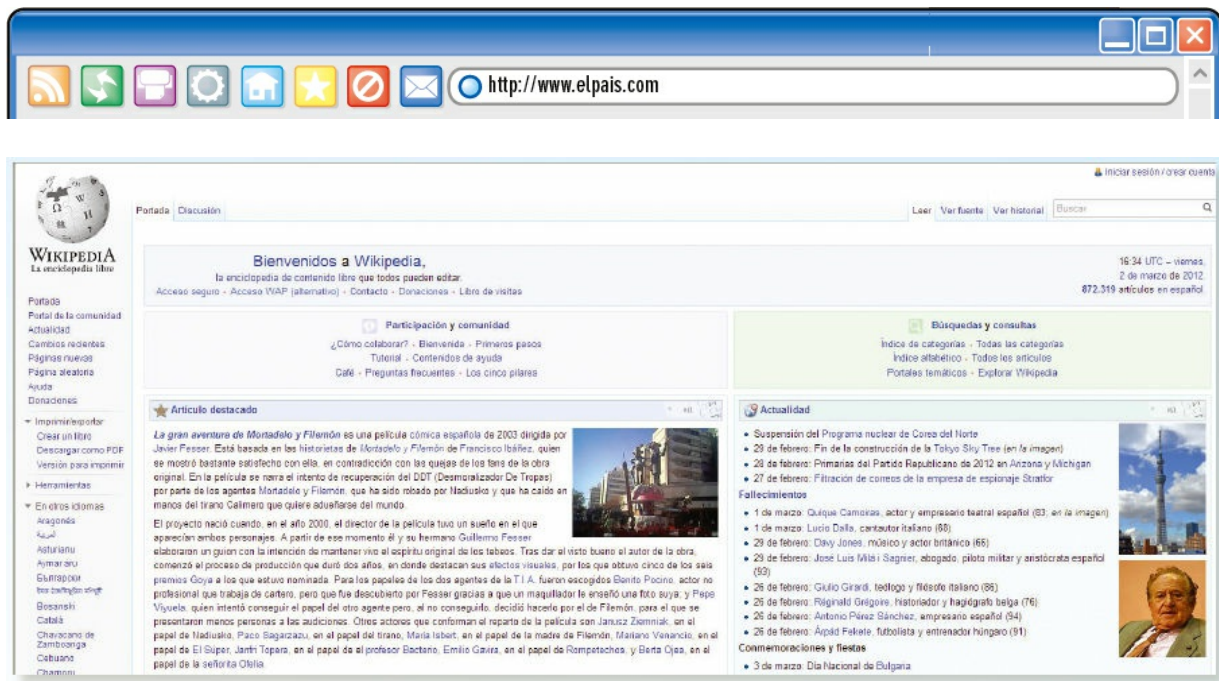 http://www.elpais.com
Iniciar sesión / crear cuenta
Portada Discusión
Leer Ver fuente Ver historial Buscar
WIKIPEDIA
La enciclopedia libre
Portada
Portal de la comunidad
Actualidad
Cambios recientes
Páginas nuevas
Página aleatoria
Ayuda
Donaciones
Imprimir/exportar
Crear un libro
Descargar como PDF
Versión para imprimir
Herramientas
En otros idiomas
Aragonés
العربية
Asturianu
Aymar aru
Български
Bosanski
Català
Chavacano de
Zamboanga
Cebuano
Chamoru
Bienvenidos a Wikipedia,
la enciclopedia de contenido libre que todos pueden editar.
Acceso seguro - Acceso WAP (alternativo) - Contacto - Donaciones - Libro de visitas
16:34 UTC – viernes,
2 de marzo de 2012.
872.319 artículos en español.
Participación y comunidad
¿Cómo colaborar? - Bienvenida - Primeros pasos
Tutorial - Contenidos de ayuda
Café - Preguntas frecuentes - Los cinco pilares
Búsquedas y consultas
Índice de categorías - Todas las categorías
Índice alfabético - Todos los artículos
Portales temáticos - Explorar Wikipedia
Artículo destacado
La gran aventura de Mortadelo y Filemón es una película cómica española de 2003 dirigida por
Javier Fesser. Está basada en las historietas de Mortadelo y Filemón de Francisco Ibáñez, quien
se mostró bastante satisfecho con ella, en contradicción con las quejas de los fans de la obra
original. En la película se narra el intento de recuperación del DDT (Desmoralizador De Tropas)
por parte de los agentes Mortadelo y Filemón, que ha sido robado por Nadiusko y que ha caído en
manos del tirano Calimero que quiere adueñarse del mundo.
El proyecto nació cuando, en el año 2000, el director de la película tuvo un sueño en el que
aparecían ambos personajes. A partir de ese momento él y su hermano Guillermo Fesser
elaboraron un guion con la intención de mantener vivo el espíritu original de los tebeos. Tras dar el visto bueno el autor de la obra,
comenzó el proceso de producción que duró dos años, en donde destacan sus efectos visuales, por los que obtuvo cinco de los seis
premios Goya a los que estuvo nominada. Para los papeles de los dos agentes de la T.I.A. fueron escogidos Benito Pocino, actor no
profesional que trabaja de cartero, pero que fue descubierto por Fesser gracias a que un maquillador le enseñó una foto suya; y Pepe
Viyuela, quien intentó conseguir el papel del otro agente pero, al no conseguirlo, decidió hacerlo por el de Filemón, para el que se
presentaron menos personas a las audiciones. Otros actores que conforman el reparto de la película son Janusz Ziemniak, en el
papel de Nadiusko, Paco Sagarzazu, en el papel del tirano, María Isbert, en el papel de la madre de Filemón, Mariano Venancio, en el
papel de El Súper, Janfri Topera, en el papel de el profesor Bacterio, Emilio Gavira, en el papel de Rompetechos, y Berta Ojea, en el
papel de la señorita Ofelia.
Actualidad
Suspensión del Programa nuclear de Corea del Norte
29 de febrero: Fin de la construcción de la Tokyo Sky Tree (en la imagen)
28 de febrero: Primarias del Partido Republicano de 2012 en Arizona y Míchigan
27 de febrero: Filtración de correos de la empresa de espionaje Stratfor
Fallecimientos
1 de marzo: Quique Camoiras, actor y empresario teatral español (83; en la imagen)
1 de marzo: Lucio Dalla, cantautor italiano (68)
29 de febrero: Davy Jones, músico y actor británico (66)
29 de febrero: José Luis Milá i Sagnier, abogado, piloto militar y aristócrata español
(93)
26 de febrero: Giulio Girardi, teólogo y filósofo italiano (86)
26 de febrero: Réginald Grégoire, historiador y hagiógrafo belga (76)
26 de febrero: Antonio Pérez Sánchez, empresario español (94)
26 de febrero: Árpád Fekete, futbolista y entrenador húngaro (91)
Conmemoraciones y fiestas
3 de marzo: Día Nacional de Bulgaria